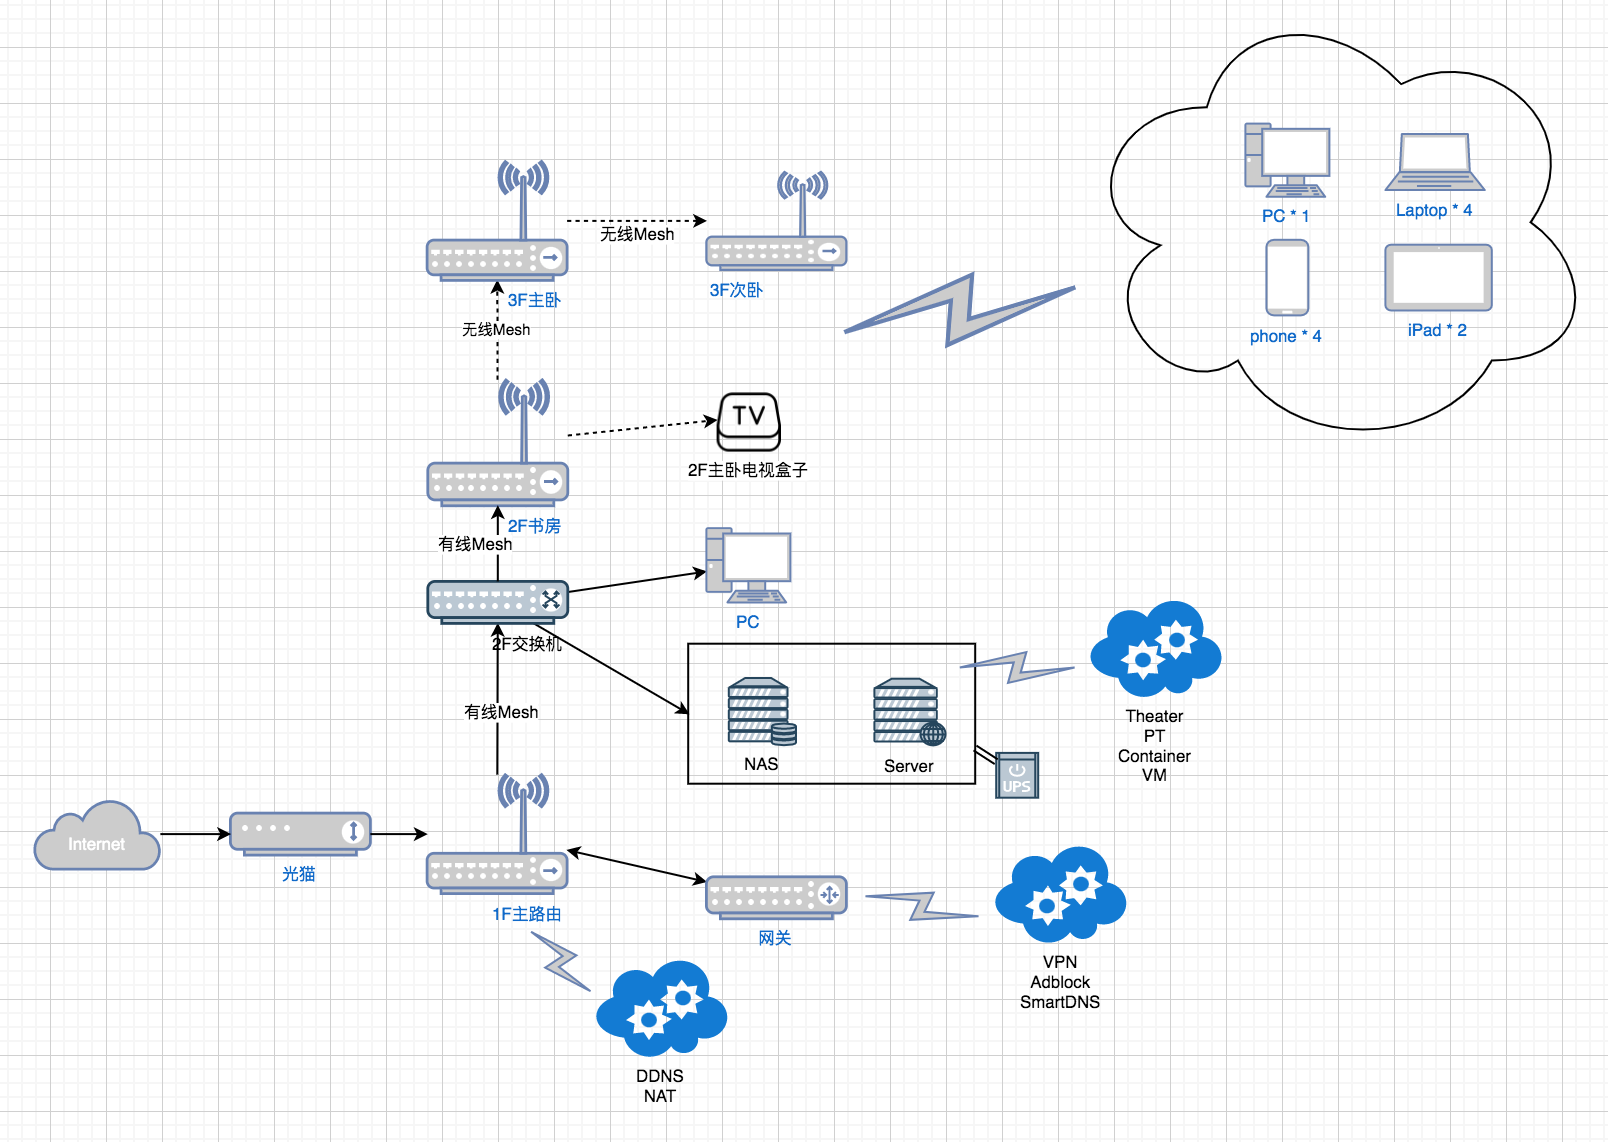 PC * 1
Laptop * 4
phone * 4
iPad * 2
无线Mesh
3F主卧
3F次卧
无线Mesh
TV
2F主卧电视盒子
2F书房
有线Mesh
PC
2F交换机
有线Mesh
NAS
Server
UPS
Theater
PT
Container
VM
Internet
光猫
1F主路由
网关
VPN
Adblock
SmartDNS
DDNS
NAT